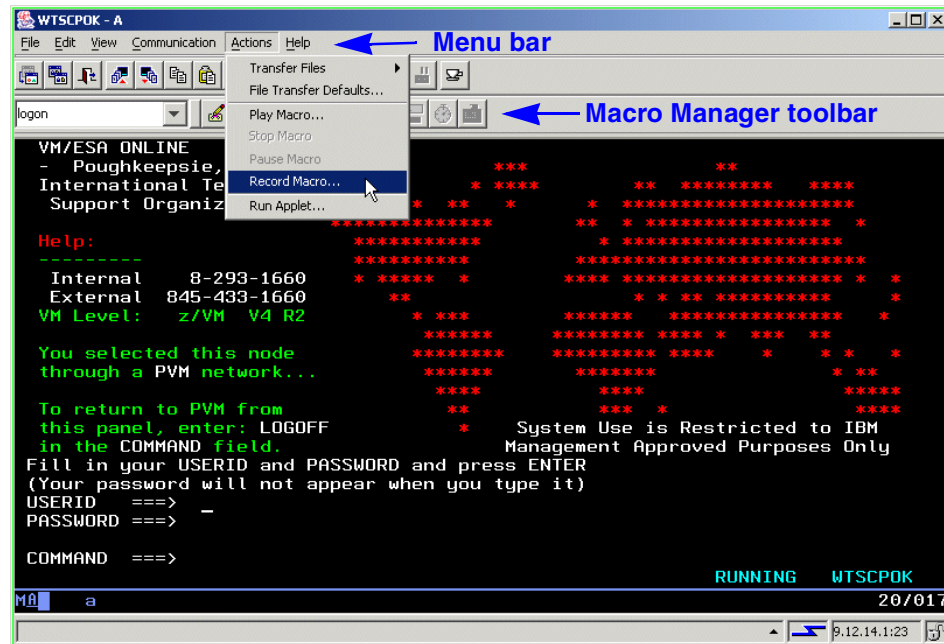 WTSCPOK - A
File Edit View Communication Actions Help
Menu bar
Transfer Files
File Transfer Defaults...
logon
Play Macro...
Macro Manager toolbar
Stop Macro
Pause Macro
Record Macro...
Run Applet...
VM/ESA ONLINE
- Poughkeepsie,
*** **
International Te
* **** ** ******** ****
Support Organiz
* ** * * ********************
************** ** * **************** *
Help:
*********** * *******************
---------
********** *************************
Internal 8-293-1660
* ***** * **** ***************** * *
External 845-433-1660
** * * ** ********** *
VM Level: z/VM V4 R2
* *** ****** *************** *
****** ******** **** * *** **
You selected this node
******** ********* **** * * * *
through a PVM network...
****** ******* * **
**** **** *****
To return to PVM from
** *** * ****
this panel, enter: LOGOFF * System Use is Restricted to IBM
in the COMMAND field. Management Approved Purposes Only
Fill in your USERID and PASSWORD and press ENTER
(Your password will not appear when you type it)
USERID ===> _
PASSWORD ===>
COMMAND ===>
RUNNING WTSCPOK
MA a 20/017
9.12.14.1:23